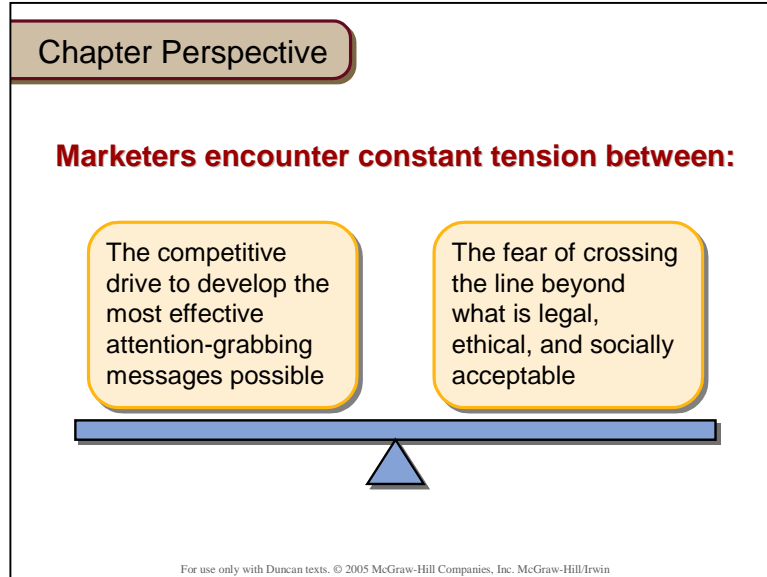 Chapter Perspective
Marketers encounter constant tension between:
The competitive
drive to develop the
most effective
attention-grabbing
messages possible
The fear of crossing
the line beyond
what is legal,
ethical, and socially
acceptable
For use only with Duncan texts. © 2005 McGraw-Hill Companies, Inc. McGraw-Hill/Irwin